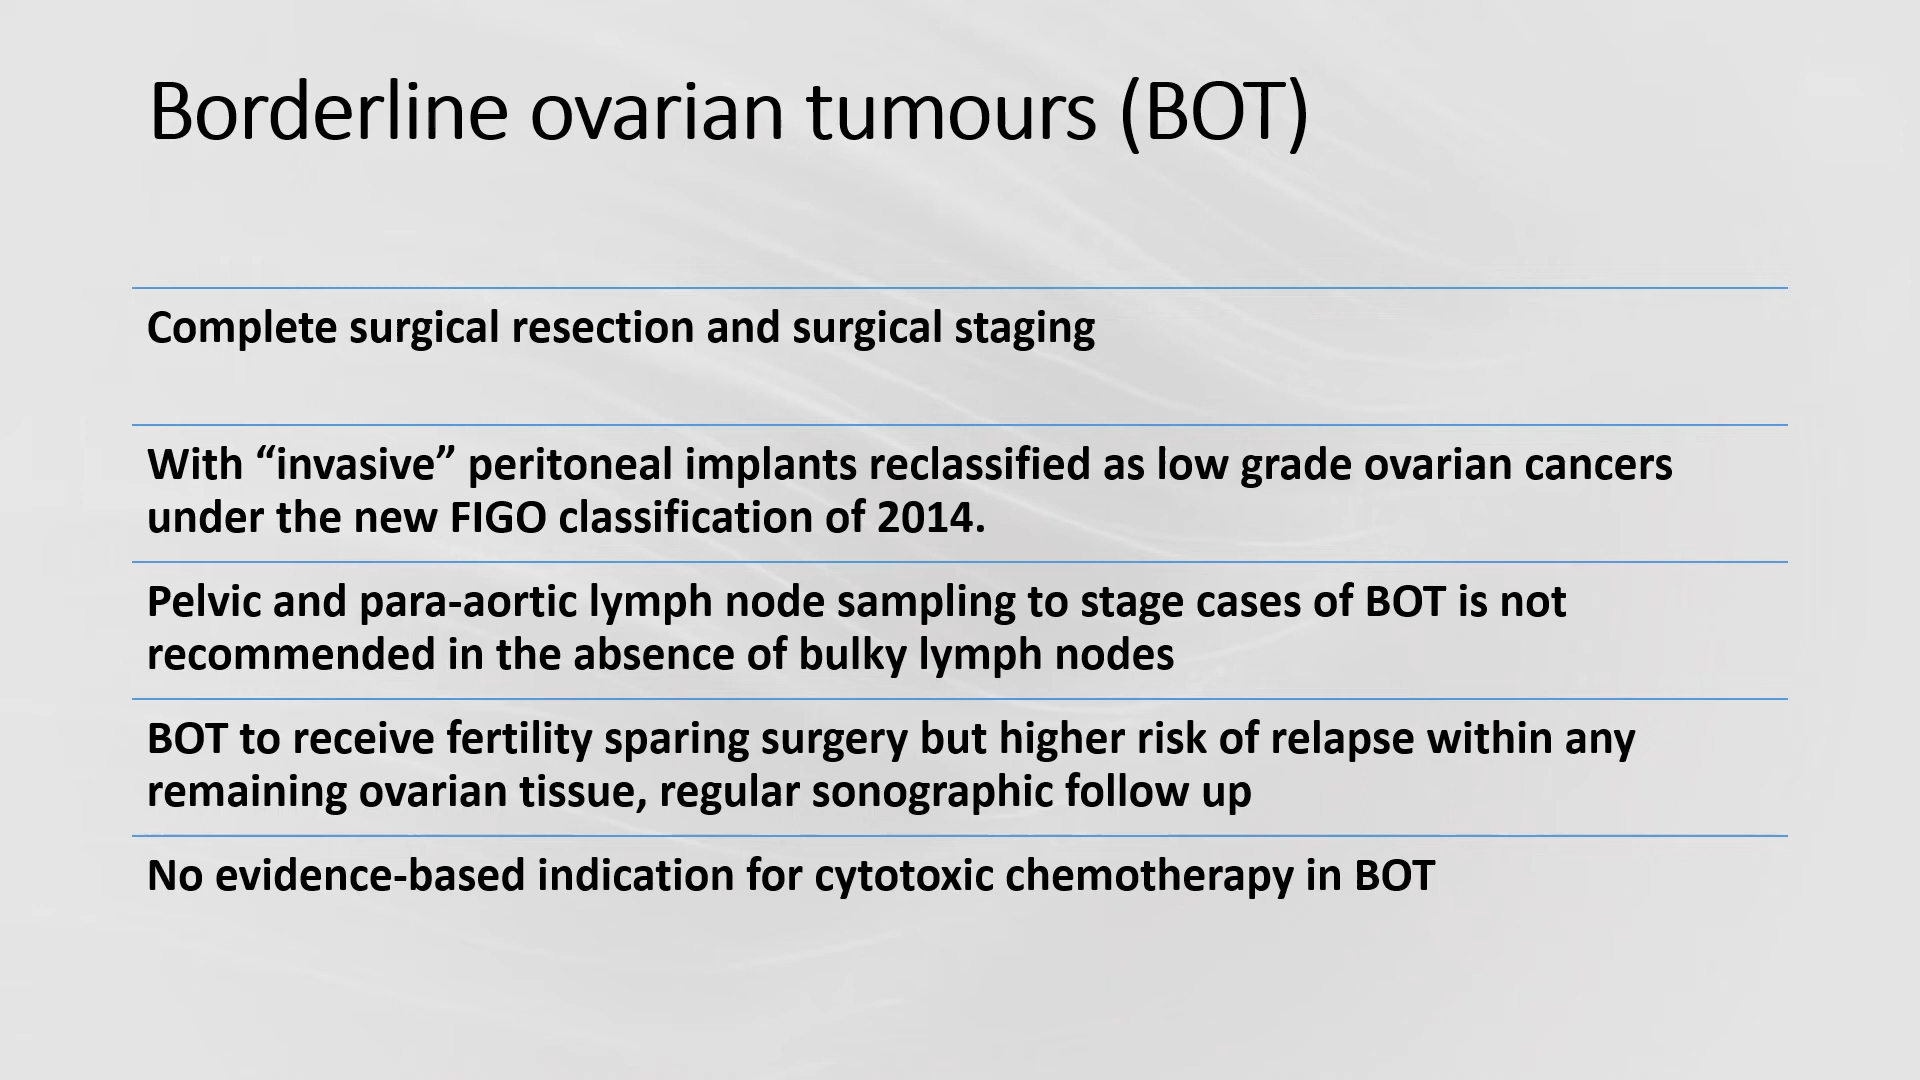 Borderline ovarian tumours (BOT)
Complete surgical resection and surgical staging
With “invasive” peritoneal implants reclassified as low grade ovarian cancers
under the new FIGO classification of 2014.
Pelvic and para-aortic lymph node sampling to stage cases of BOT is not
recommended in the absence of bulky lymph nodes
BOT to receive fertility sparing surgery but higher risk of relapse within any
remaining ovarian tissue, regular sonographic follow up
No evidence-based indication for cytotoxic chemotherapy in BOT